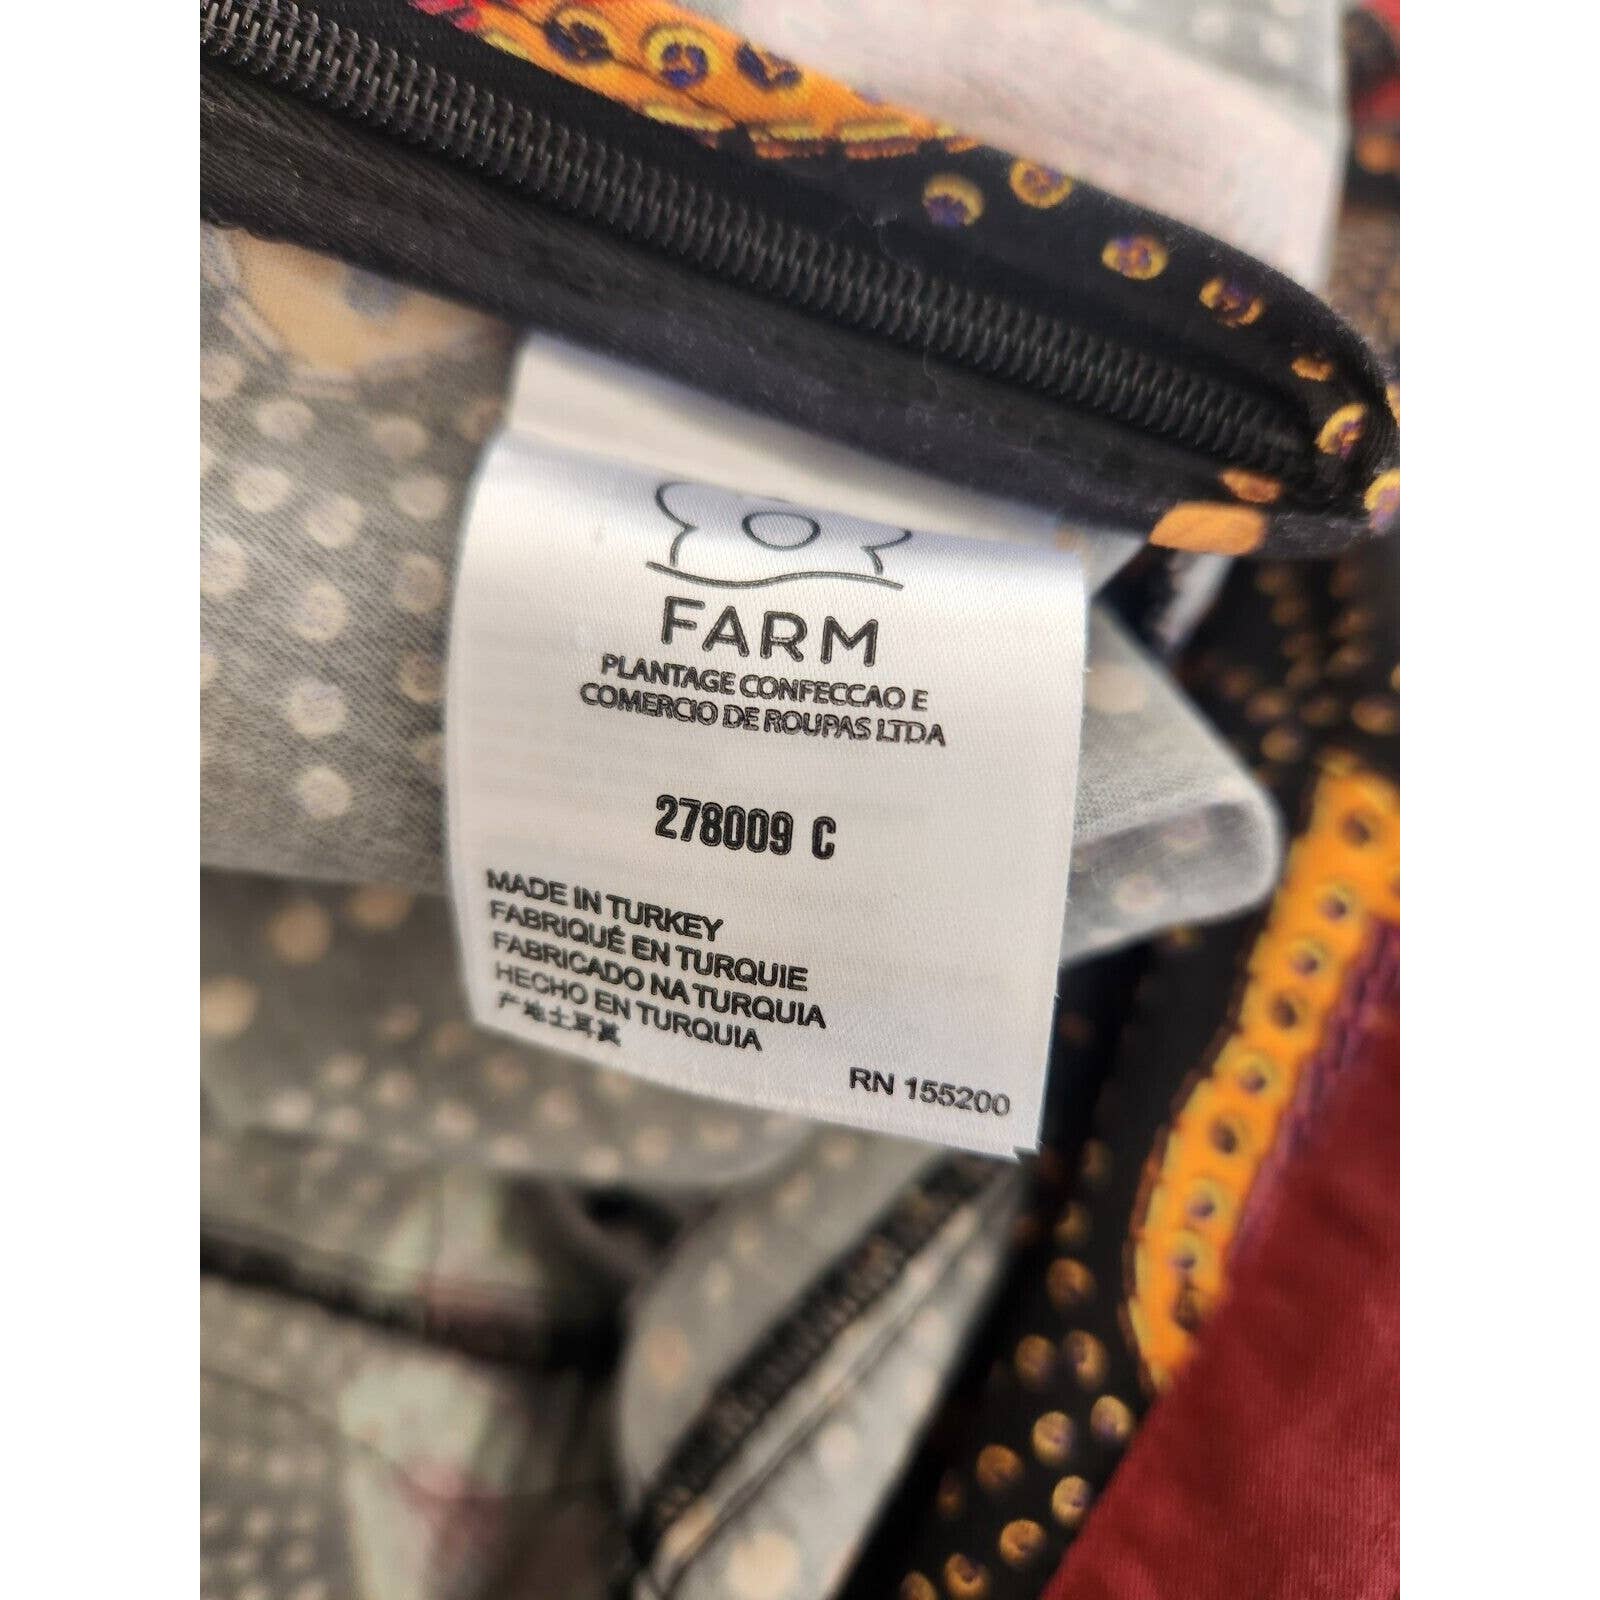 FARM
PLANTAGE CONFECCAO E
COMERCIO DE ROUPAS LTDA
278009 C
MADE IN TURKEY
FABRIQUÉ EN TURQUIE
FABRICADO NA TURQUIA
HECHO EN TURQUIA
产地土耳其
RN 155200